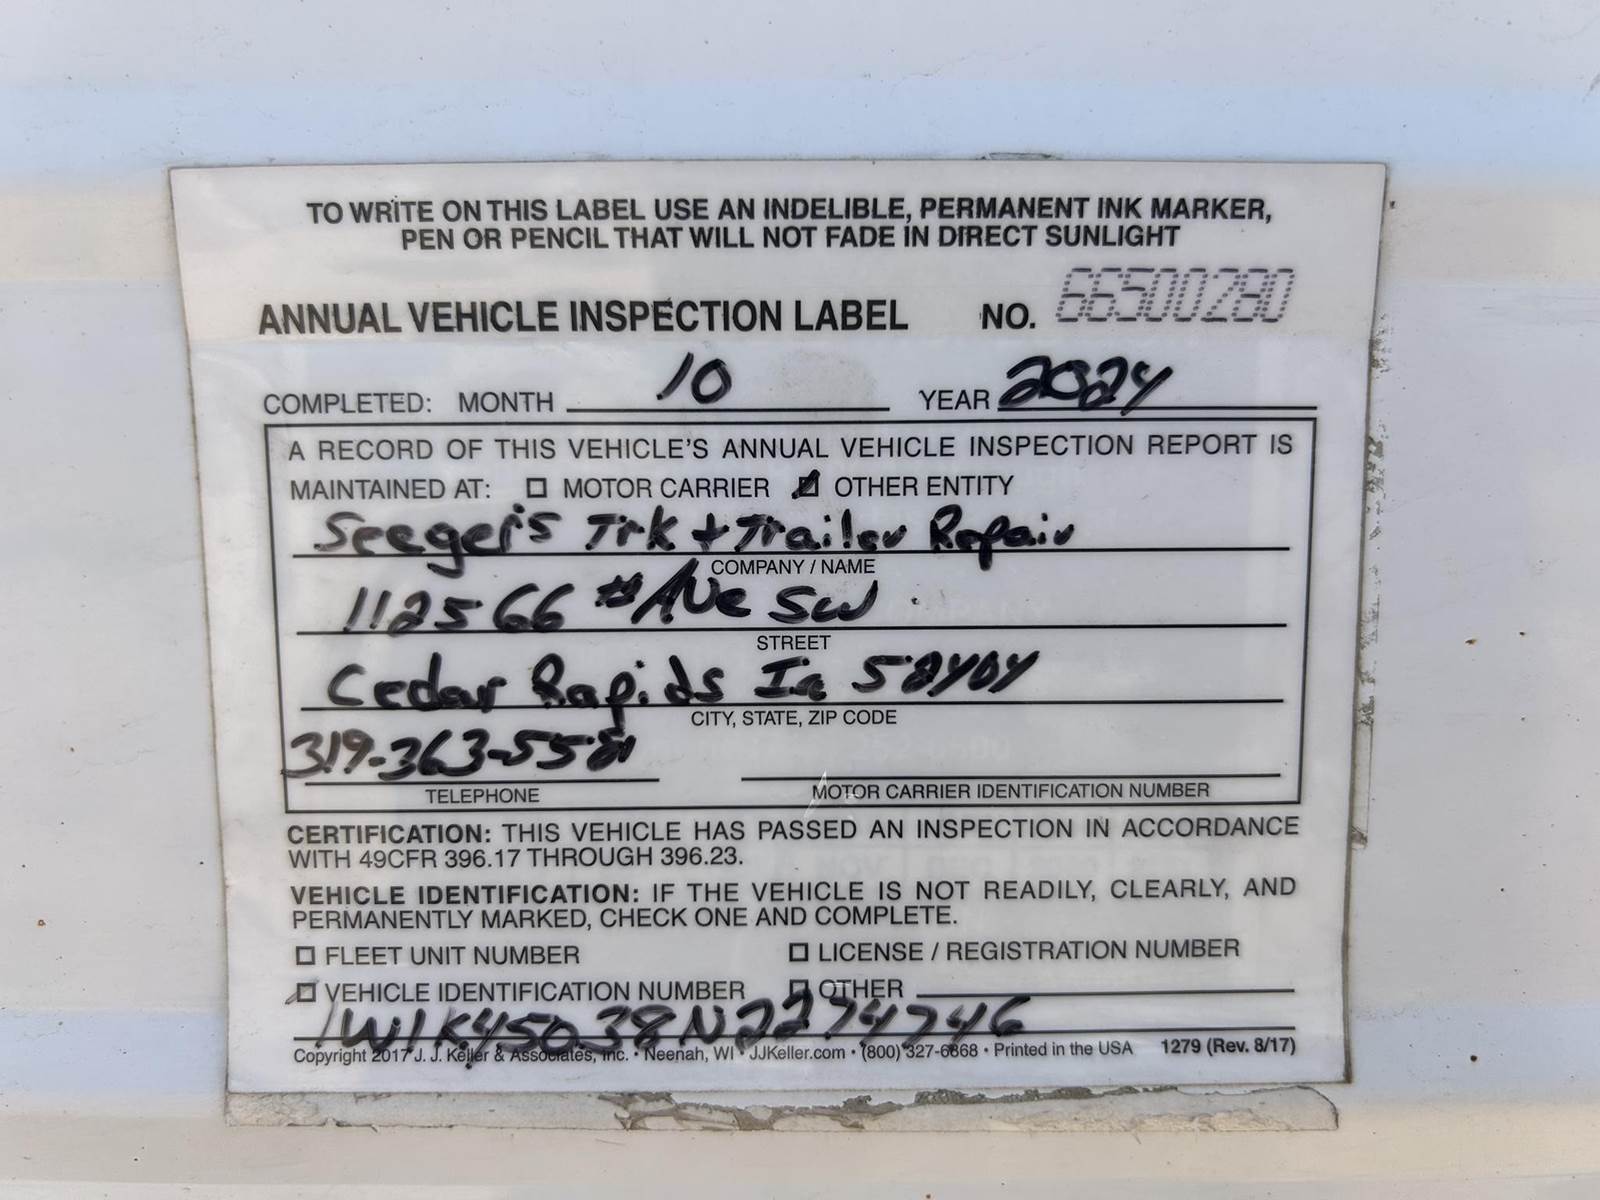 TO WRITE ON THIS LABEL USE AN INDELIBLE, PERMANENT INK MARKER,
PEN OR PENCIL THAT WILL NOT FADE IN DIRECT SUNLIGHT
ANNUAL VEHICLE INSPECTION LABEL NO. 66500280
COMPLETED: MONTH 10 YEAR 2024
A RECORD OF THIS VEHICLE'S ANNUAL VEHICLE INSPECTION REPORT IS
MAINTAINED AT: MOTOR CARRIER OTHER ENTITY
Seeger's Trk + Trailer Repair
COMPANY / NAME
1125 66 Ave SW
STREET
Cedar Rapids Ia
CITY, STATE, ZIP CODE
319-363-5581
TELEPHONE MOTOR CARRIER IDENTIFICATION NUMBER
CERTIFICATION: THIS VEHICLE HAS PASSED AN INSPECTION IN ACCORDANCE
WITH 49CFR 396.17 THROUGH 396.23.
VEHICLE IDENTIFICATION: IF THE VEHICLE IS NOT READILY, CLEARLY, AND
PERMANENTLY MARKED, CHECK ONE AND COMPLETE.
FLEET UNIT NUMBER LICENSE / REGISTRATION NUMBER
VEHICLE IDENTIFICATION NUMBER OTHER
Copyright 2017 J. J. Keller & Associates, Inc. • Neenah, WI • JJKeller.com • (800) 327-6868 • Printed in the USA 1279 (Rev. 8/17)